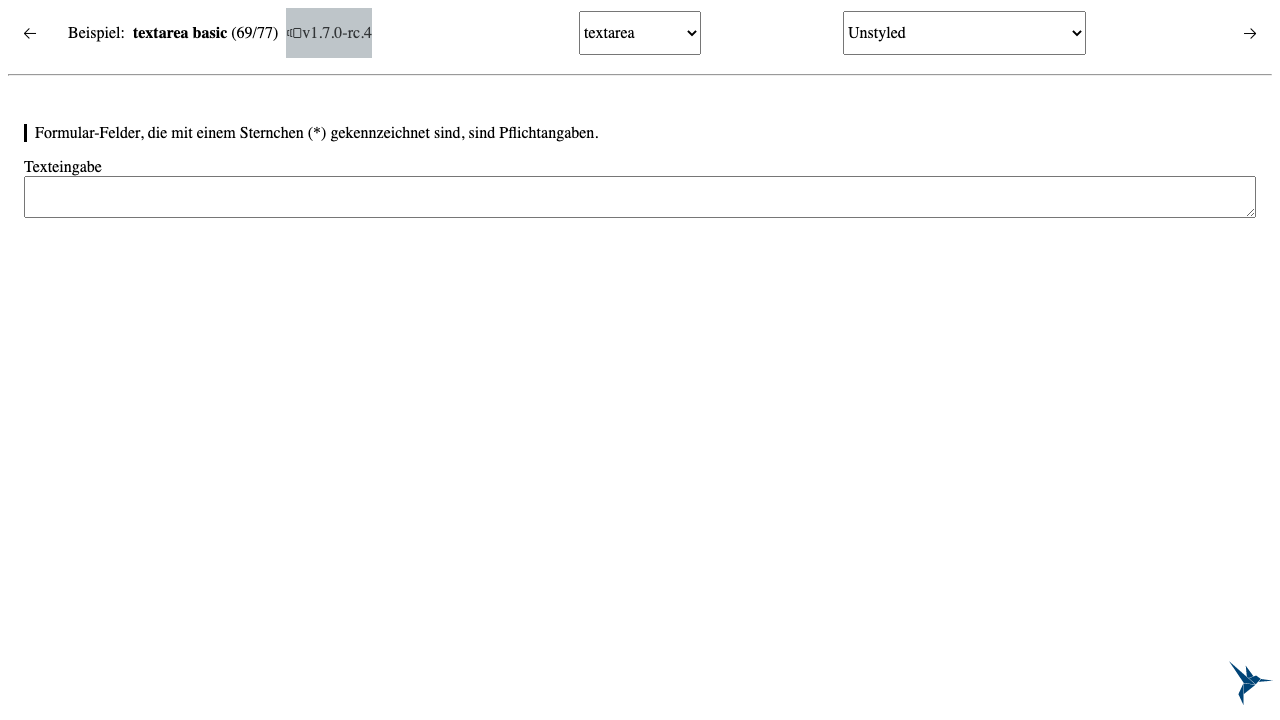 ← Beispiel: textarea basic (69/77) v1.7.0-rc.4 textarea Unstyled →
Formular-Felder, die mit einem Sternchen (*) gekennzeichnet sind, sind Pflichtangaben.
Texteingabe